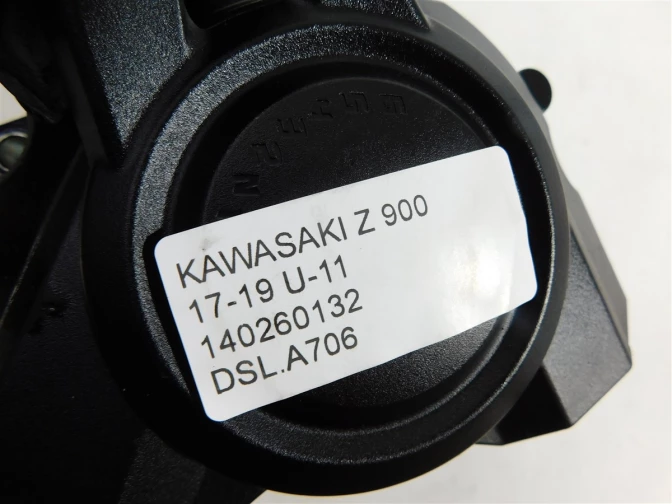 KAWASAKI Z 900
17-19 U-11
140260132
DSL.A706